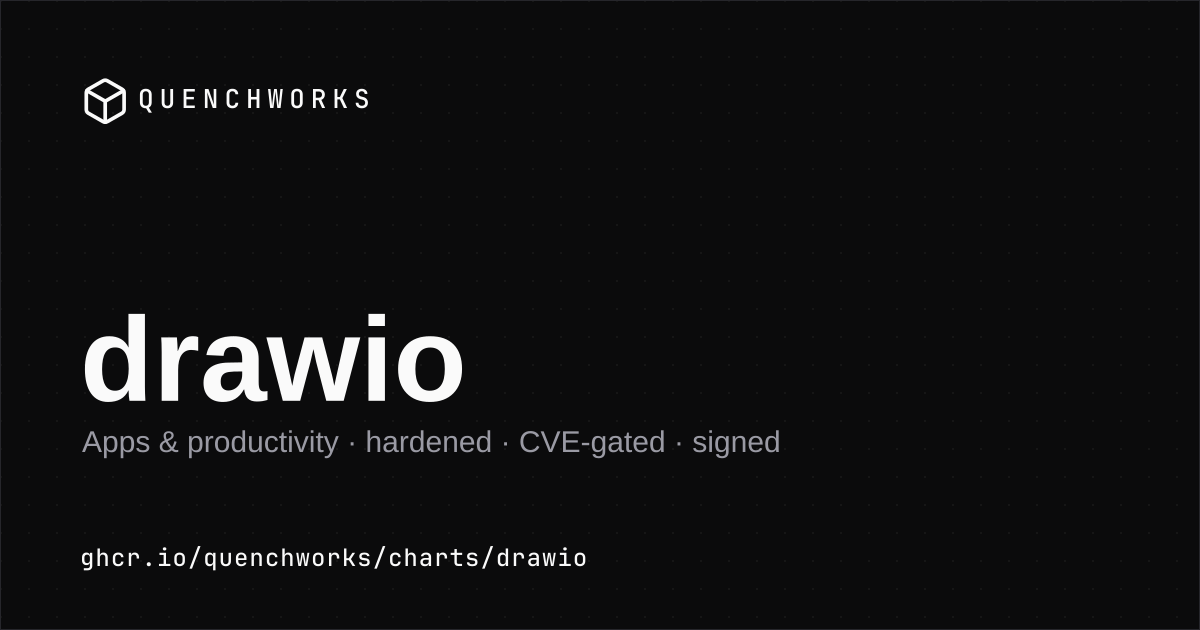 QUENCHWORKS
drawio
Apps & productivity · hardened · CVE-gated · signed
ghcr.io/quenchworks/charts/drawio